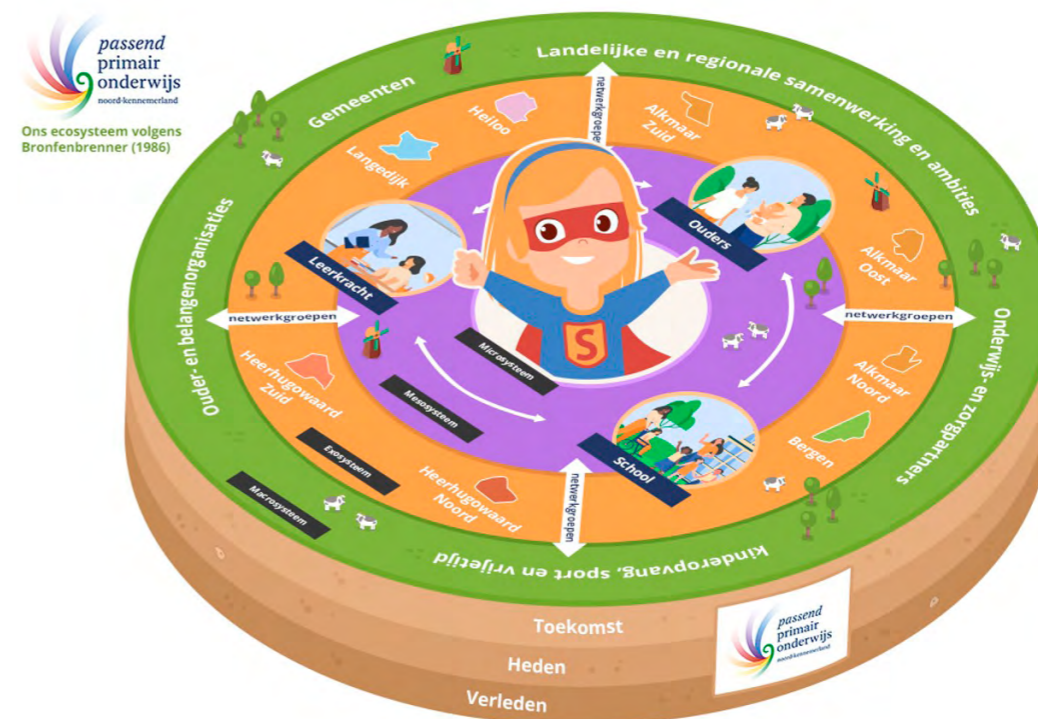 passend
primair
onderwijs
noord-kennemerland
Ons ecosysteem volgens
Bronfenbrenner (1986)
Gemeenten
Landelijke en regionale samenwerking en ambities
Onderwijs- en zorgpartners
kinderopvang, sport en vrijetijd
Ouder- en belangenorganisaties
netwerkgroepen
Heiloo
Alkmaar
Zuid
Langedijk
Ouders
Leerkracht
Alkmaar
Oost
netwerkgroepen
netwerkgroepen
S
Microsysteem
Heerhugowaard
Zuid
Mesosysteem
Alkmaar
Noord
Bergen
School
Exosysteem
Heerhugowaard
Noord
netwerkgroepen
Macrosysteem
Toekomst
Heden
Verleden
passend
primair
onderwijs
noord-kennemerland